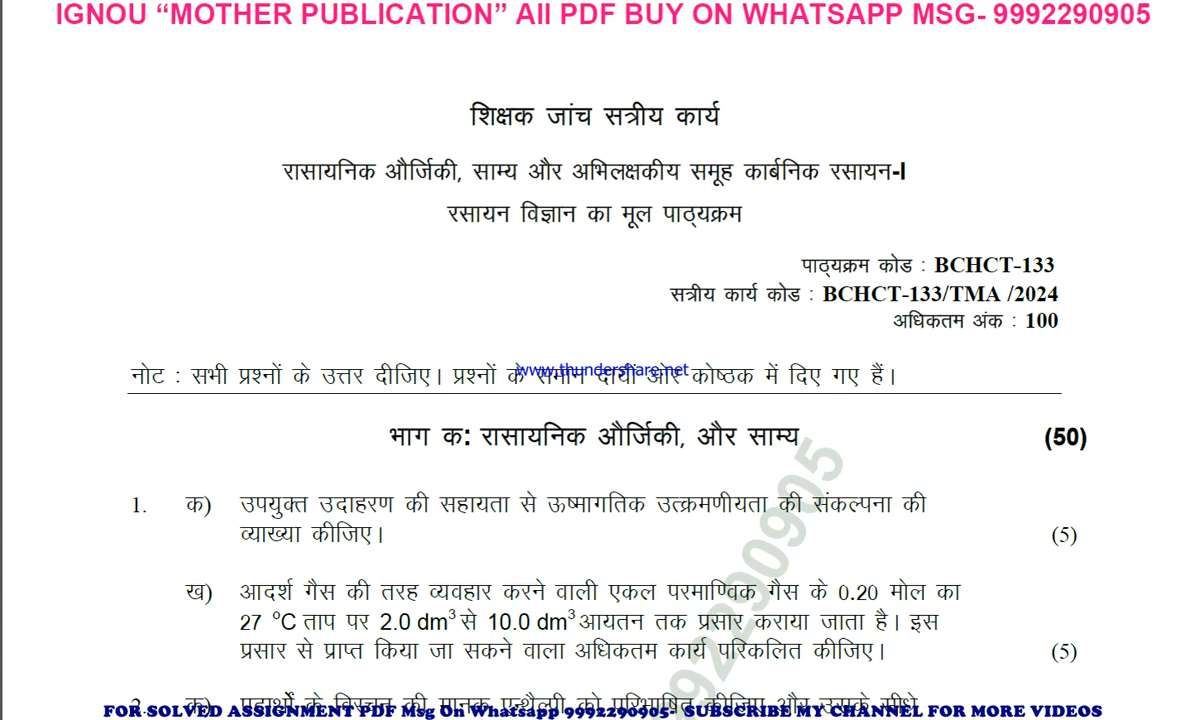 IGNOU “MOTHER PUBLICATION” All PDF BUY ON WHATSAPP MSG- 9992290905
शिक्षक जांच सत्रीय कार्य
रासायनिक और्जिकी, साम्य और अभिलक्षकीय समूह कार्बनिक रसायन-I
रसायन विज्ञान का मूल पाठ्यक्रम
पाठ्यक्रम कोड : BCHCT-133
सत्रीय कार्य कोड : BCHCT-133/TMA /2024
अधिकतम अंक : 100
नोट : सभी प्रश्नों के उत्तर दीजिए। प्रश्नों के कोष्ठक में दिए गए हैं।
www.thundershare.net
भाग क: रासायनिक और्जिकी, और साम्य (50)
1. क) उपयुक्त उदाहरण की सहायता से ऊष्मागतिक उत्क्रमणीयता की संकल्पना की
व्याख्या कीजिए। (5)
ख) आदर्श गैस की तरह व्यवहार करने वाली एकल परमाण्विक गैस के 0.20 मोल का
27 °C ताप पर 2.0 dm³ से 10.0 dm³ आयतन तक प्रसार कराया जाता है। इस
प्रसार से प्राप्त किया जा सकने वाला अधिकतम कार्य परिकलित कीजिए। (5)
9992290905
FOR SOLVED ASSIGNMENT PDF Msg On Whatsapp 9992290905- SUBSCRIBE MY CHANNEL FOR MORE VIDEOS